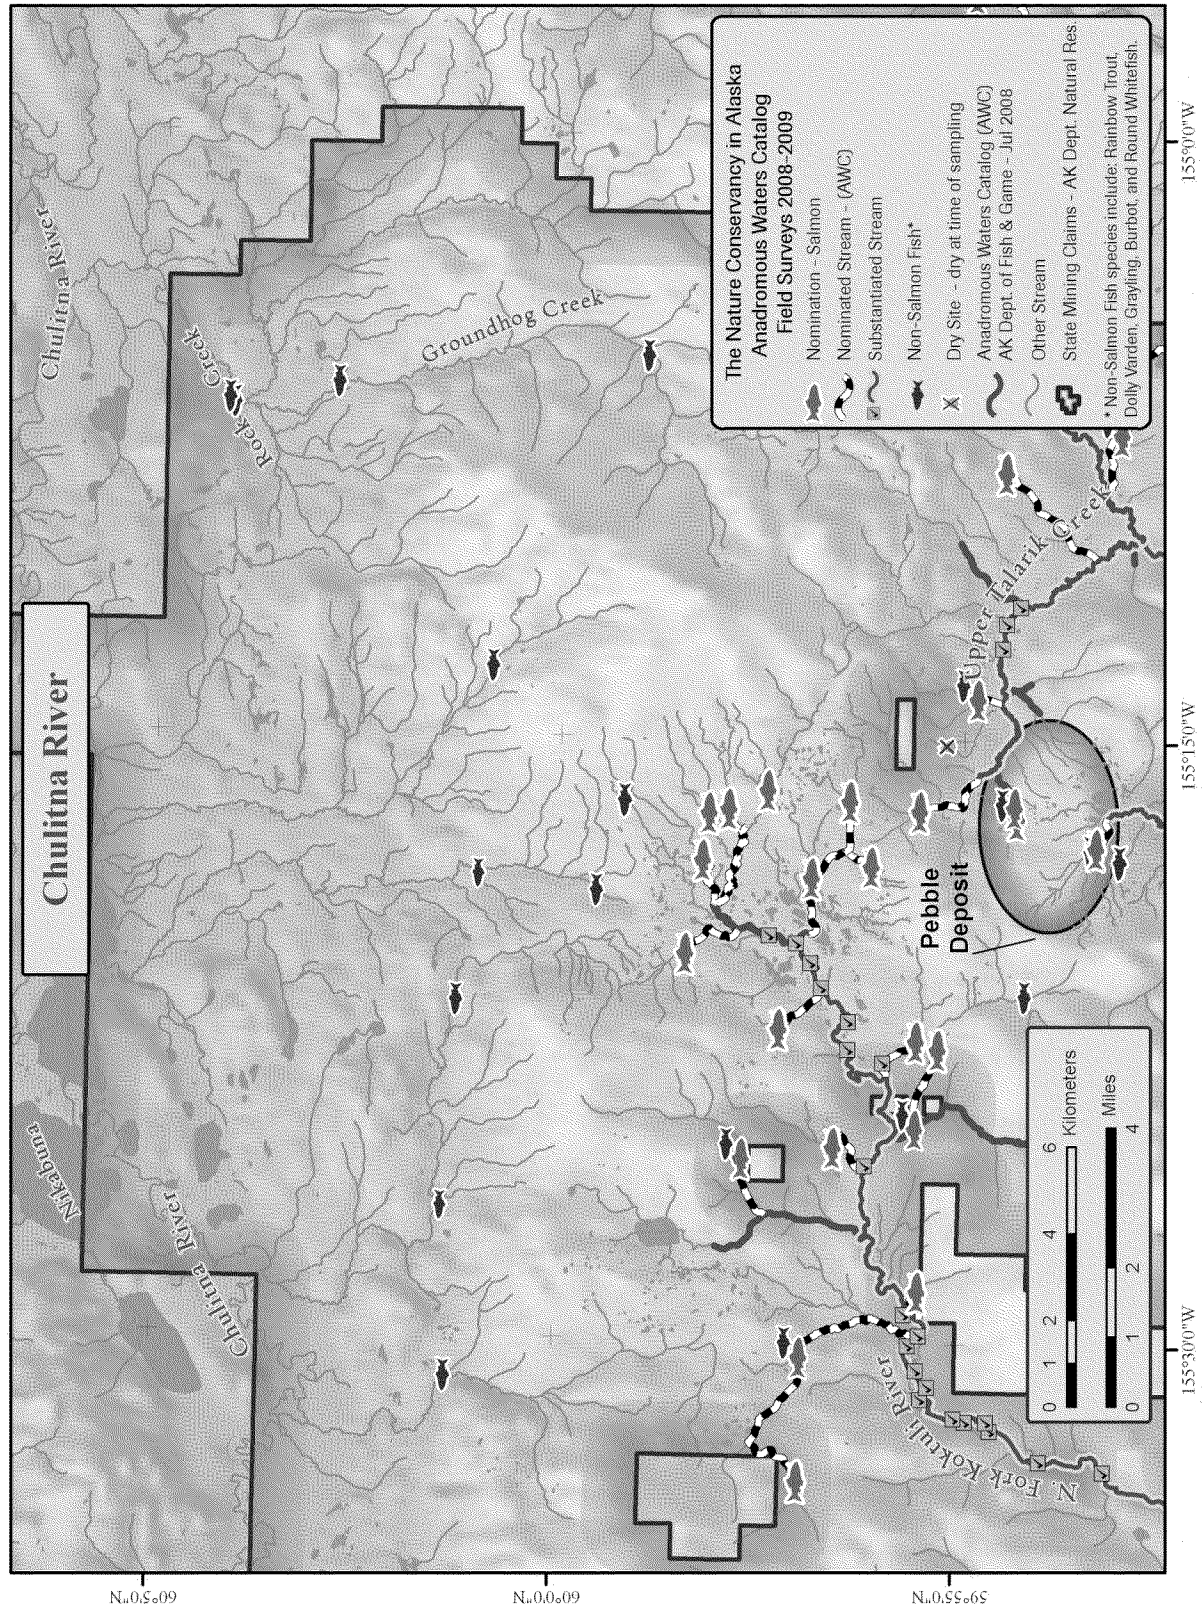 Chulitna River
Chulitna River
Nikabuna
Chulitna River
Rock Creek
Groundhog Creek
Upper Talarik Creek
N. Fork Koktuli River
Pebble
Deposit
The Nature Conservancy in Alaska
Anadromous Waters Catalog
Field Surveys 2008-2009
Nomination - Salmon
Nominated Stream - (AWC)
Substantiated Stream
Non-Salmon Fish*
Dry Site - dry at time of sampling
Anadromous Waters Catalog (AWC)
AK Dept. of Fish & Game - Jul 2008
Other Stream
State Mining Claims - AK Dept. Natural Res.
* Non-Salmon Fish species include: Rainbow Trout,
Dolly Varden, Grayling, Burbot, and Round Whitefish.
0 1 2 4 6
Kilometers
Miles
0 1 2 4
155°30'0"W
155°15'0"W
155°0'0"W
60°5'0"N
60°0'0"N
59°55'0"N